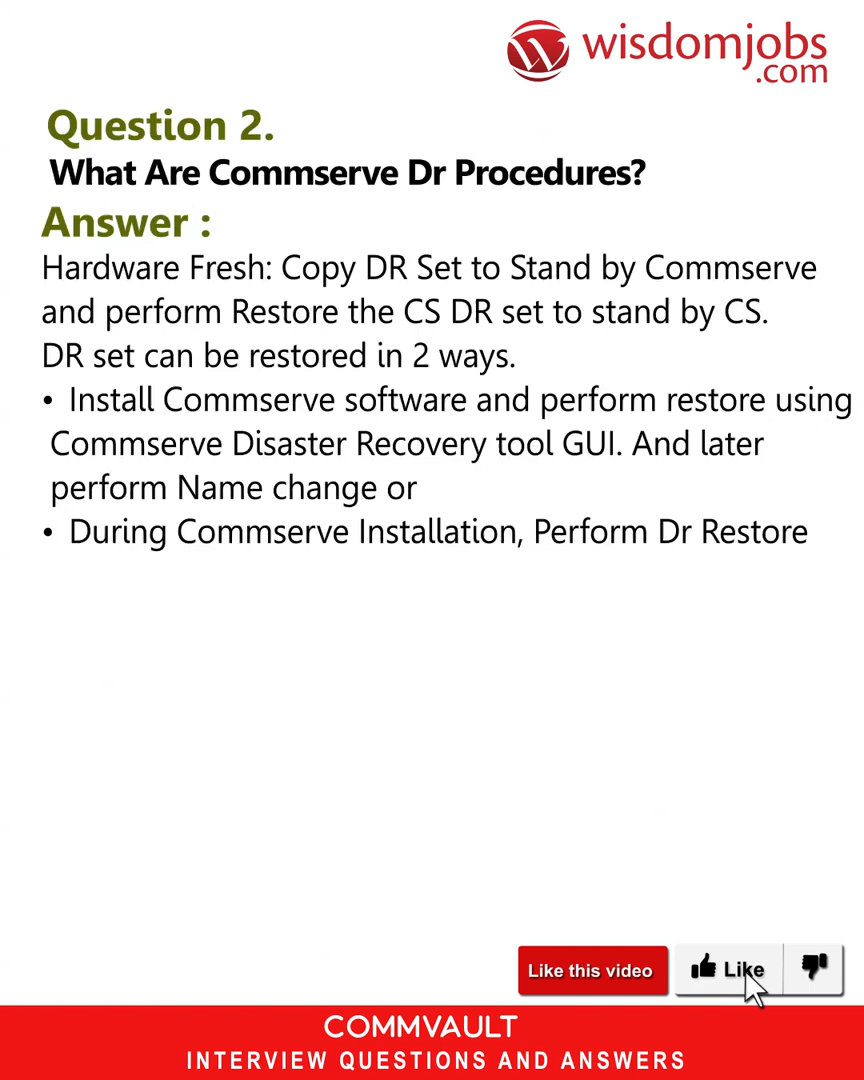 wisdomjobs
.com
Question 2.
What Are Commserve Dr Procedures?
Answer :
Hardware Fresh: Copy DR Set to Stand by Commserve
and perform Restore the CS DR set to stand by CS.
DR set can be restored in 2 ways.
• Install Commserve software and perform restore using
Commserve Disaster Recovery tool GUI. And later
perform Name change or
• During Commserve Installation, Perform Dr Restore
Like this video Like
COMMVAULT
INTERVIEW QUESTIONS AND ANSWERS